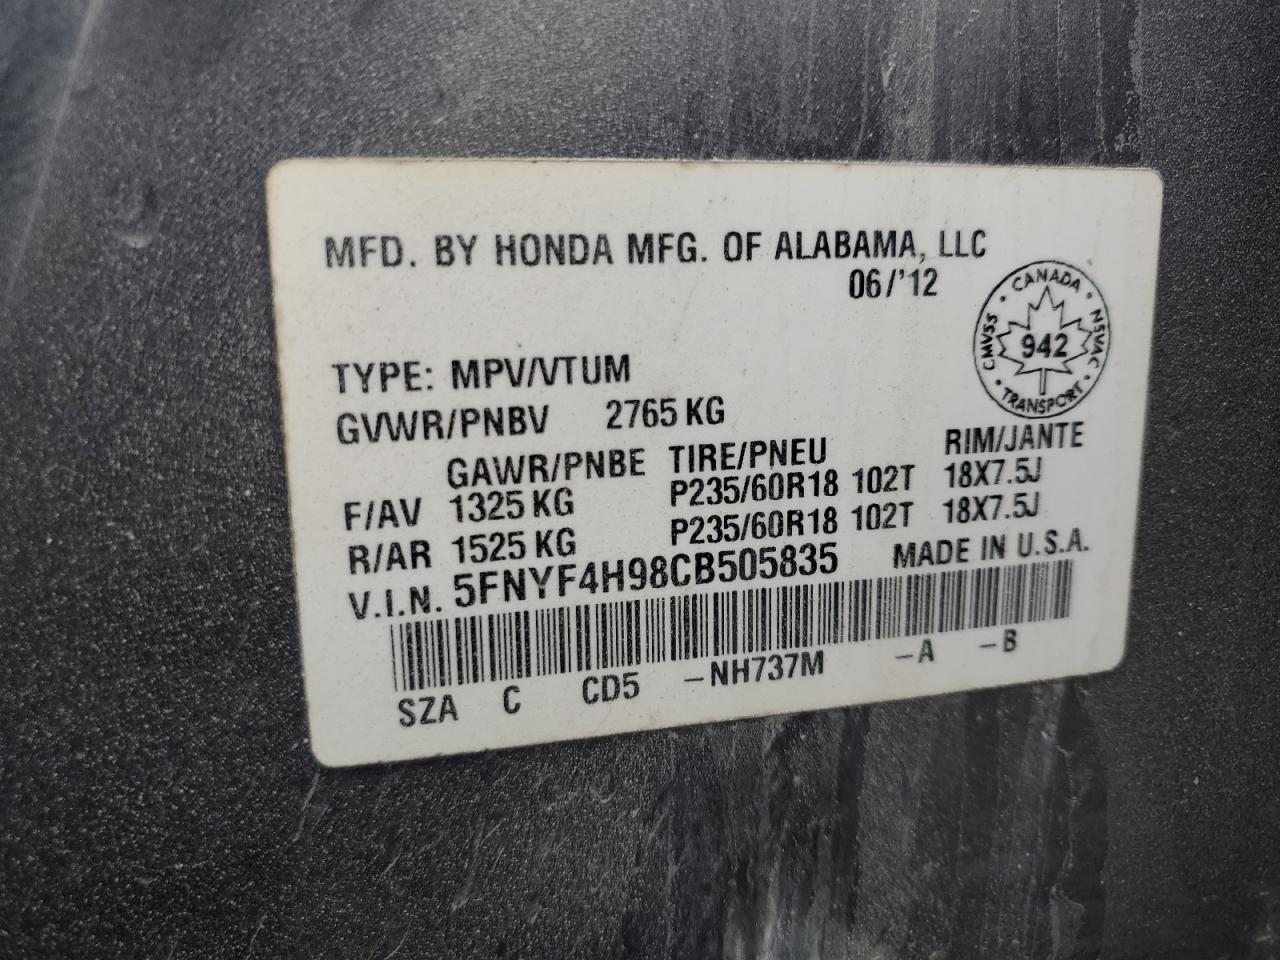 MFD. BY HONDA MFG. OF ALABAMA, LLC
06/'12
CANADA
CMVSS 942 NSVAC
TRANSPORT
TYPE: MPV/VTUM
GVWR/PNBV 2765 KG
GAWR/PNBE TIRE/PNEU RIM/JANTE
F/AV 1325 KG P235/60R18 102T 18X7.5J
R/AR 1525 KG P235/60R18 102T 18X7.5J
V.I.N. 5FNYF4H98CB505835 MADE IN U.S.A.
SZA C CD5 -NH737M -A -B